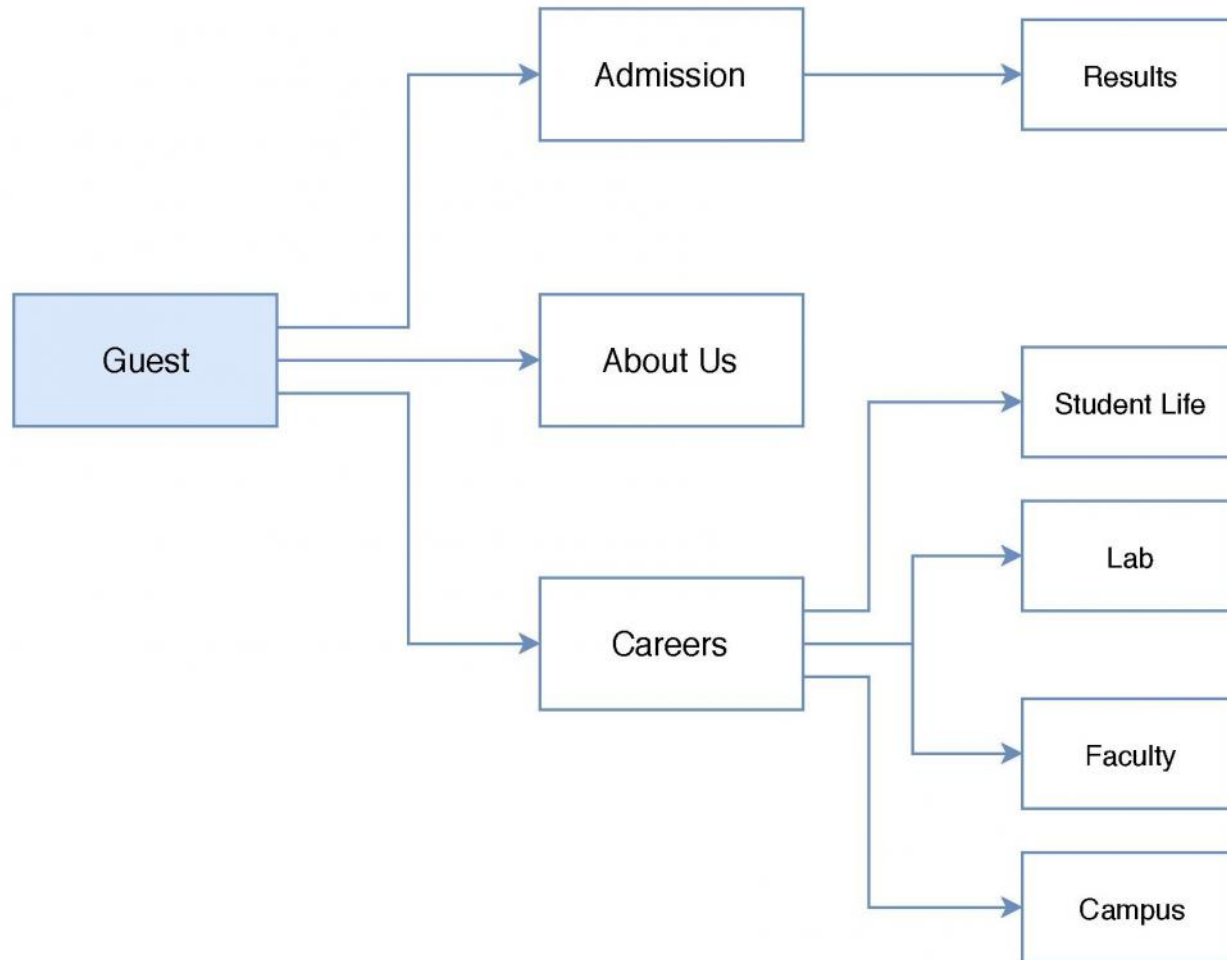 Admission
Results
Guest
About Us
Student Life
Lab
Careers
Faculty
Campus